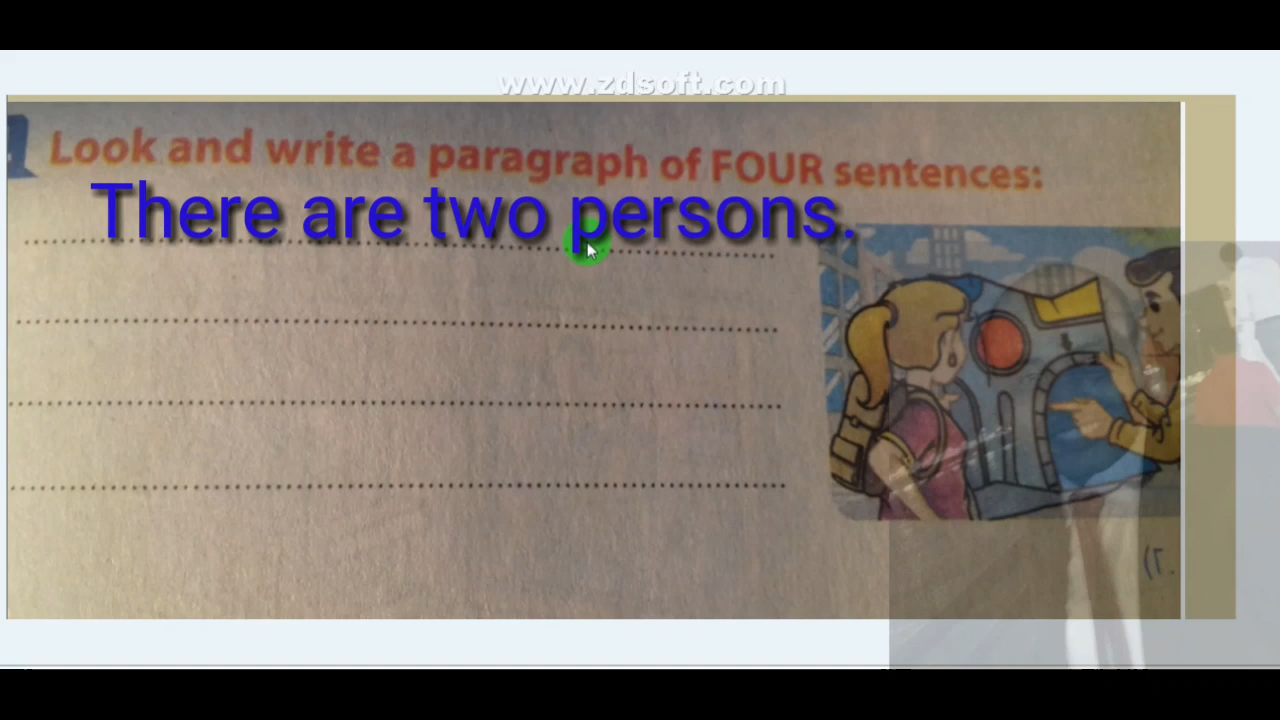 www.zdsoft.com
Look and write a paragraph of FOUR sentences:
There are two persons.